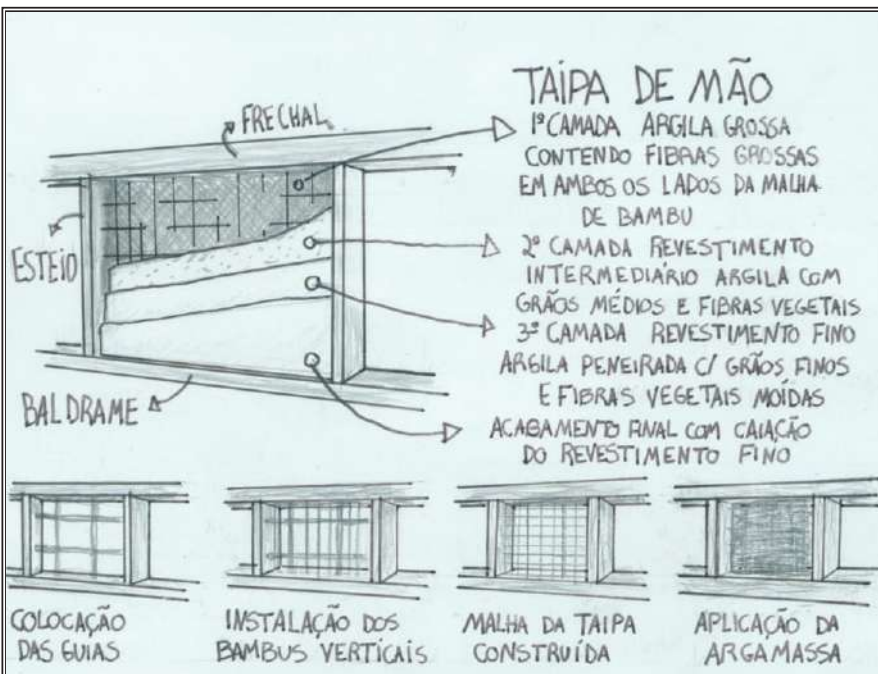 TAIPA DE MÃO
FRECHAL
1ª CAMADA ARGILA GROSSA
CONTENDO FIBRAS GROSSAS
EM AMBOS OS LADOS DA MALHA
DE BAMBU
ESTEIO
2ª CAMADA REVESTIMENTO
INTERMEDIÁRIO ARGILA COM
GRÃOS MÉDIOS E FIBRAS VEGETAIS
3ª CAMADA REVESTIMENTO FINO
ARGILA PENEIRADA C/ GRÃOS FINOS
E FIBRAS VEGETAIS MOÍDAS
BALDRAME
ACABAMENTO FINAL COM CAIAÇÃO
DO REVESTIMENTO FINO
COLOCAÇÃO
DAS GUIAS
INSTALAÇÃO DOS
BAMBUS VERTICAIS
MALHA DA TAIPA
CONSTRUÍDA
APLICAÇÃO DA
ARGAMASSA